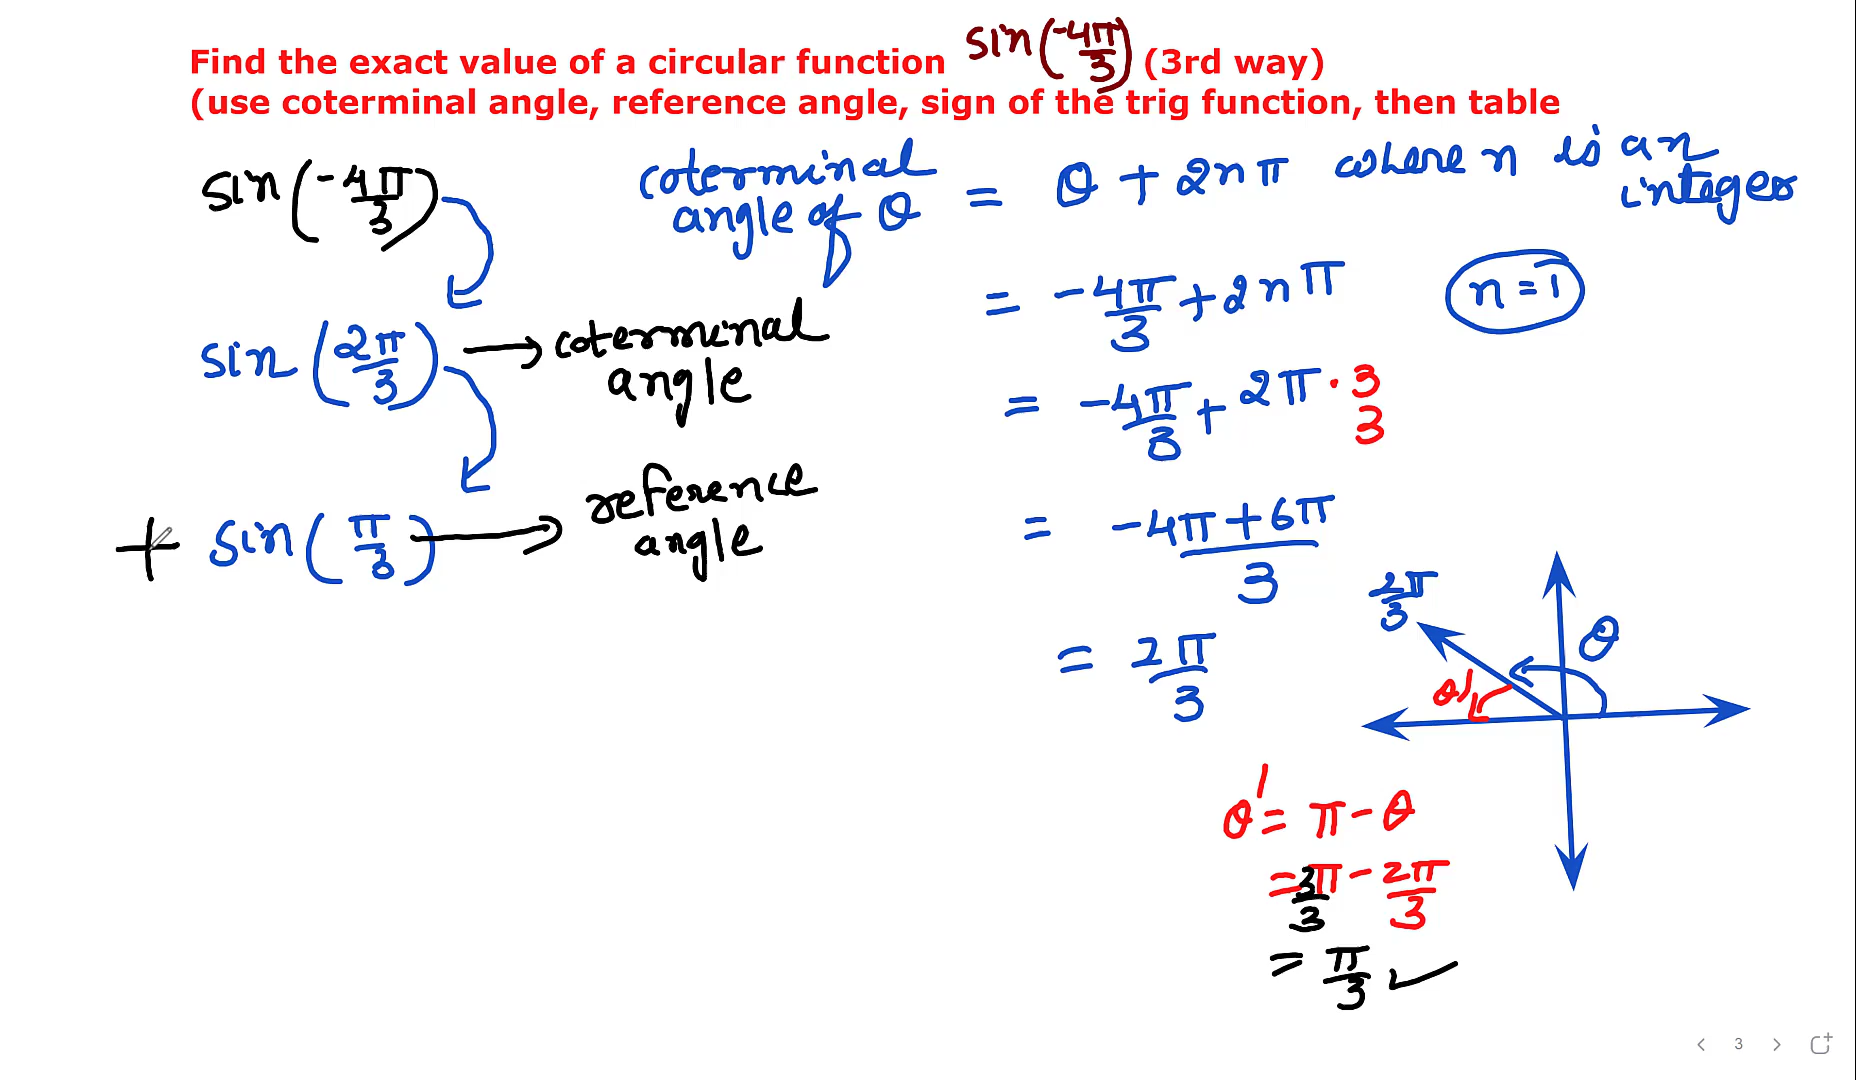 Find the exact value of a circular function sin(-4π/3) (3rd way)
(use coterminal angle, reference angle, sign of the trig function, then table
sin(-4π/3)
coterminal angle of θ = θ + 2nπ where n is an integer
= -4π/3 + 2nπ
n = 1
sin(2π/3) → coterminal angle
= -4π/3 + 2π · 3/3
+ sin(π/3) → reference angle
= -4π + 6π / 3
= 2π/3
2π/3
θ
θ'
θ' = π - θ
= 3/3 π - 2π/3
= π/3 ✓
3